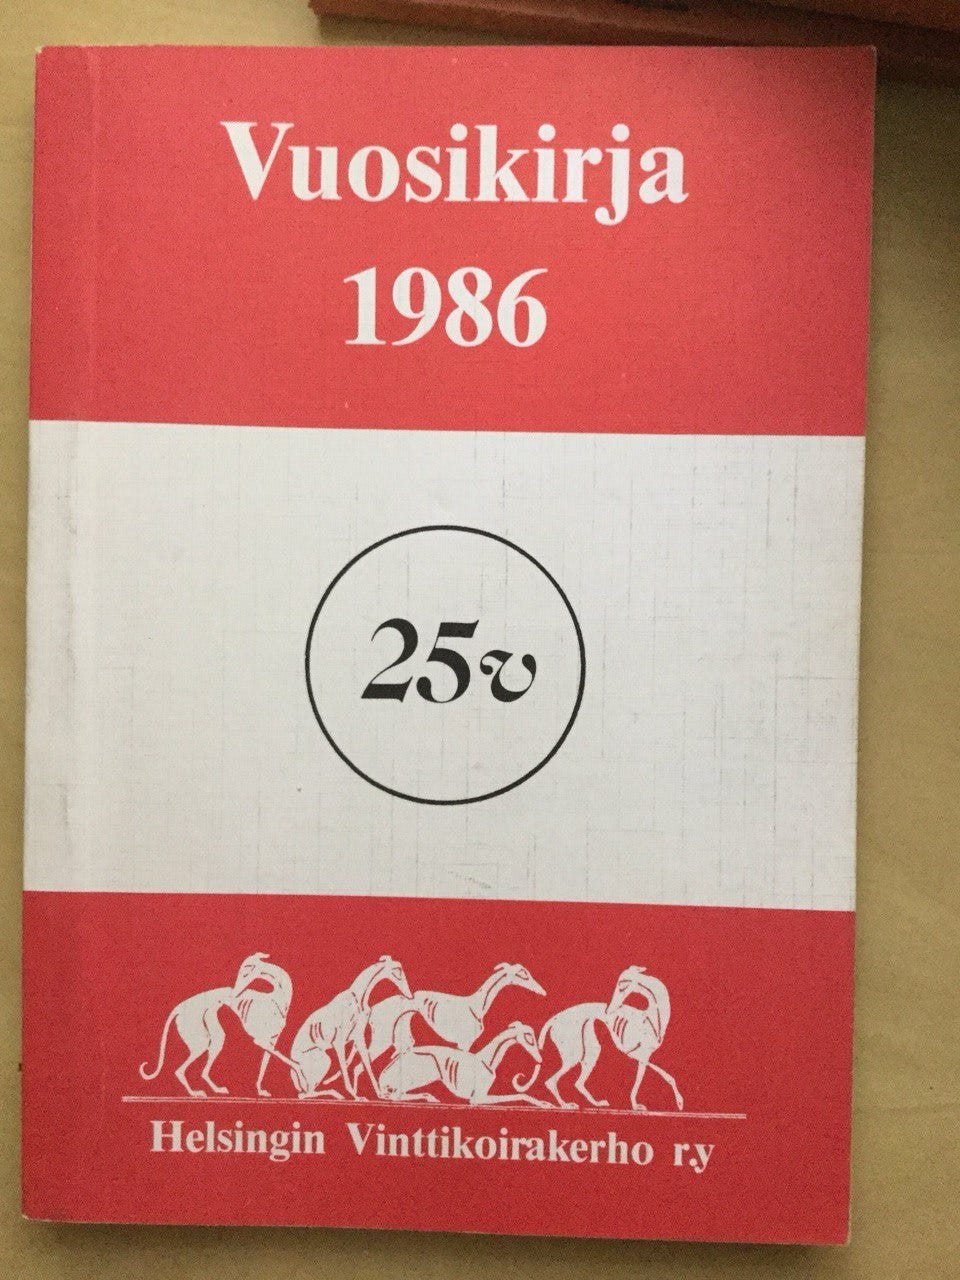 Vuosikirja
1986
25v
Helsingin Vinttikoirakerho r.y